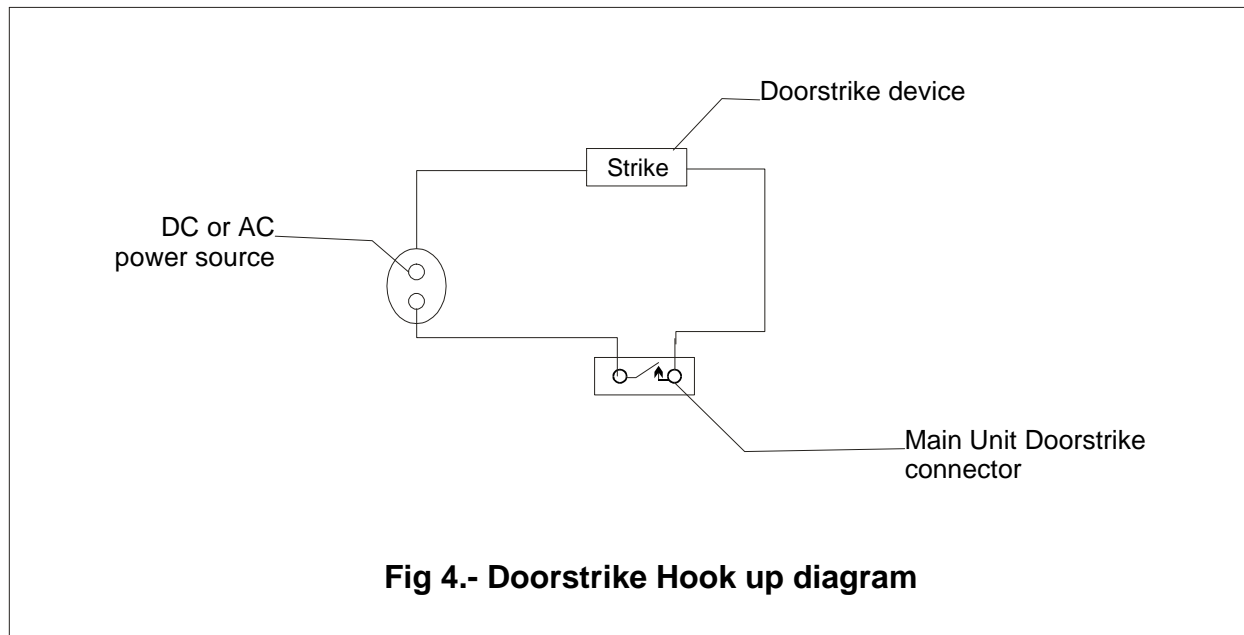 Doorstrike device
Strike
DC or AC
power source
Main Unit Doorstrike
connector
Fig 4.- Doorstrike Hook up diagram